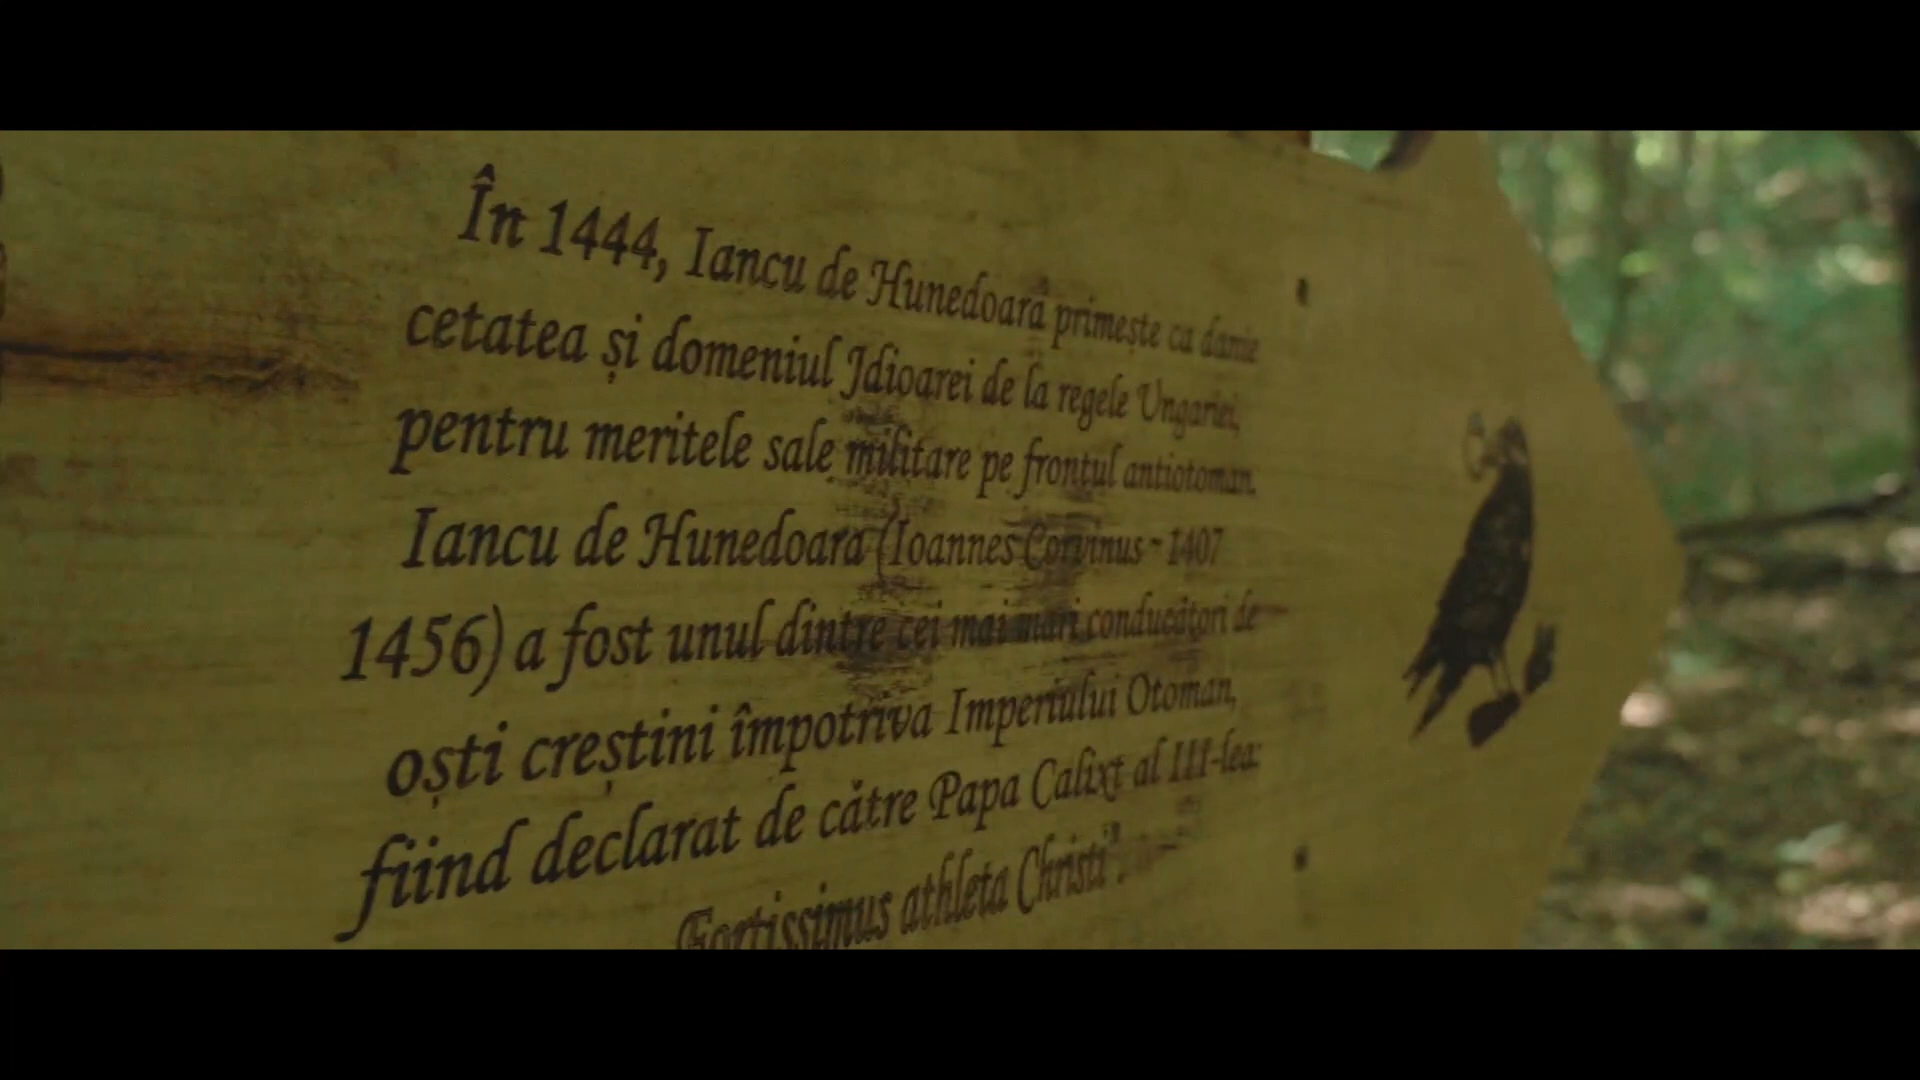 În 1444, Iancu de Hunedoara primește ca danie
cetatea și domeniul Jdioarei de la regele Ungariei,
pentru meritele sale militare pe frontul antiotoman.
Iancu de Hunedoara (Ioannes Corvinus ~ 1407
1456) a fost unul dintre cei mai mari conducători de
oști creștini împotriva Imperiului Otoman,
fiind declarat de către Papa Calixt al III-lea:
Fortissimus athleta Christi".